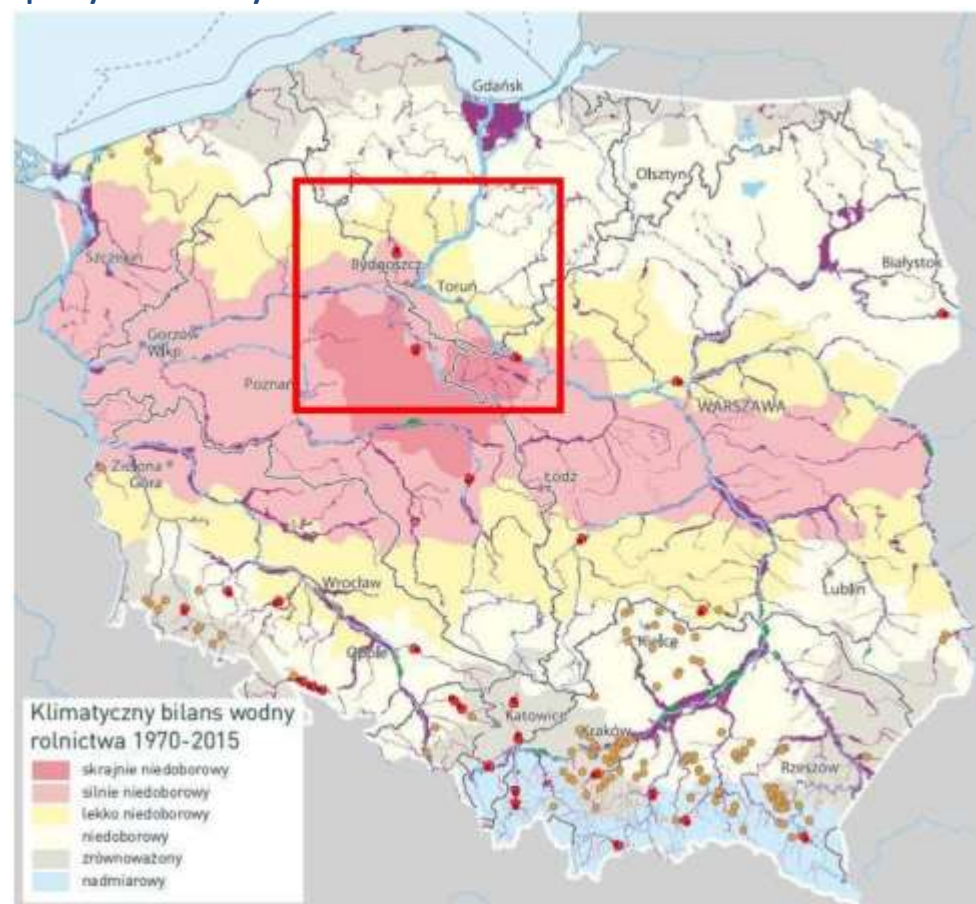 Gdańsk
Olsztyn
Szczecin
Bydgoszcz
Białystok
Toruń
Gorzów
Wlkp
Poznań
WARSZAWA
Zielona
Góra
Łódź
Wrocław
Lublin
Opole
Kielce
Katowice
Kraków
Rzeszów
Klimatyczny bilans wodny
rolnictwa 1970-2015
skrajnie niedoborowy
silnie niedoborowy
lekko niedoborowy
niedoborowy
zrównoważony
nadmiarowy